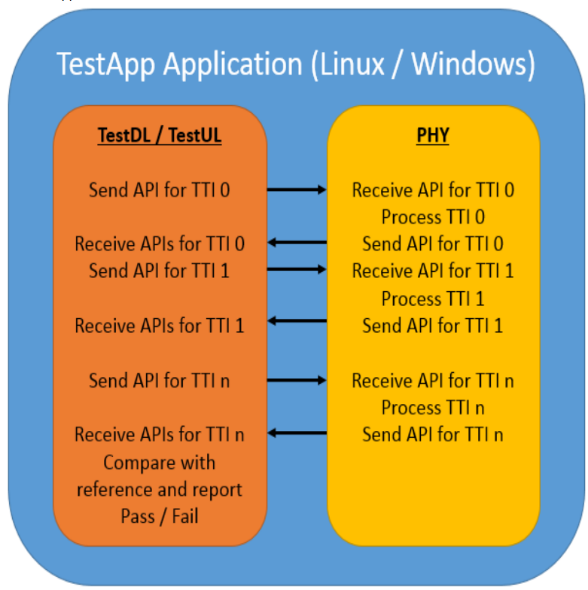 TestApp Application (Linux / Windows)
TestDL / TestUL
Send API for TTI 0
Receive APIs for TTI 0
Send API for TTI 1
Receive APIs for TTI 1
Send API for TTI n
Receive APIs for TTI n
Compare with
reference and report
Pass / Fail
PHY
Receive API for TTI 0
Process TTI 0
Send API for TTI 0
Receive API for TTI 1
Process TTI 1
Send API for TTI 1
Receive API for TTI n
Process TTI n
Send API for TTI n